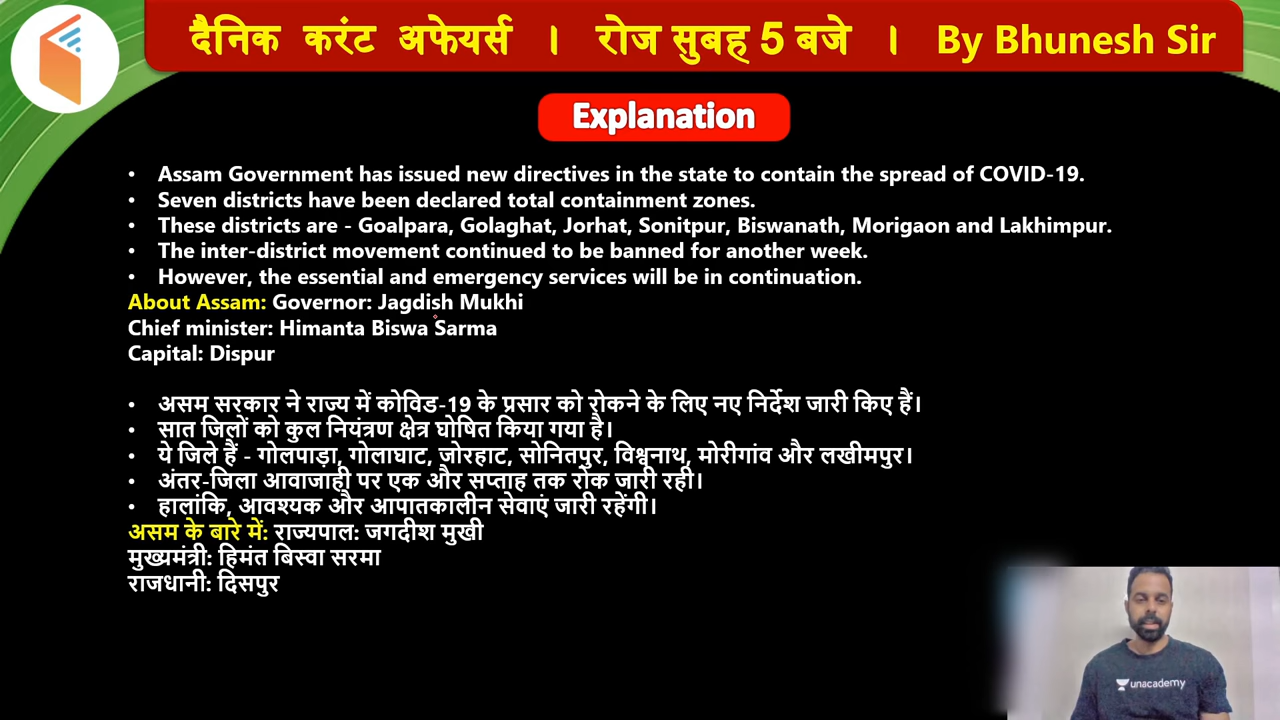 दैनिक करंट अफेयर्स । रोज सुबह 5 बजे । By Bhunesh Sir
Explanation
• Assam Government has issued new directives in the state to contain the spread of COVID-19.
• Seven districts have been declared total containment zones.
• These districts are - Goalpara, Golaghat, Jorhat, Sonitpur, Biswanath, Morigaon and Lakhimpur.
• The inter-district movement continued to be banned for another week.
• However, the essential and emergency services will be in continuation.
About Assam: Governor: Jagdish Mukhi
Chief minister: Himanta Biswa Sarma
Capital: Dispur
• असम सरकार ने राज्य में कोविड-19 के प्रसार को रोकने के लिए नए निर्देश जारी किए हैं।
• सात जिलों को कुल नियंत्रण क्षेत्र घोषित किया गया है।
• ये जिले हैं - गोलपाड़ा, गोलाघाट, जोरहाट, सोनितपुर, विश्वनाथ, मोरीगांव और लखीमपुर।
• अंतर-जिला आवाजाही पर एक और सप्ताह तक रोक जारी रही।
• हालांकि, आवश्यक और आपातकालीन सेवाएं जारी रहेंगी।
असम के बारे में: राज्यपाल: जगदीश मुखी
मुख्यमंत्री: हिमंत बिस्वा सरमा
राजधानी: दिसपुर
unacademy